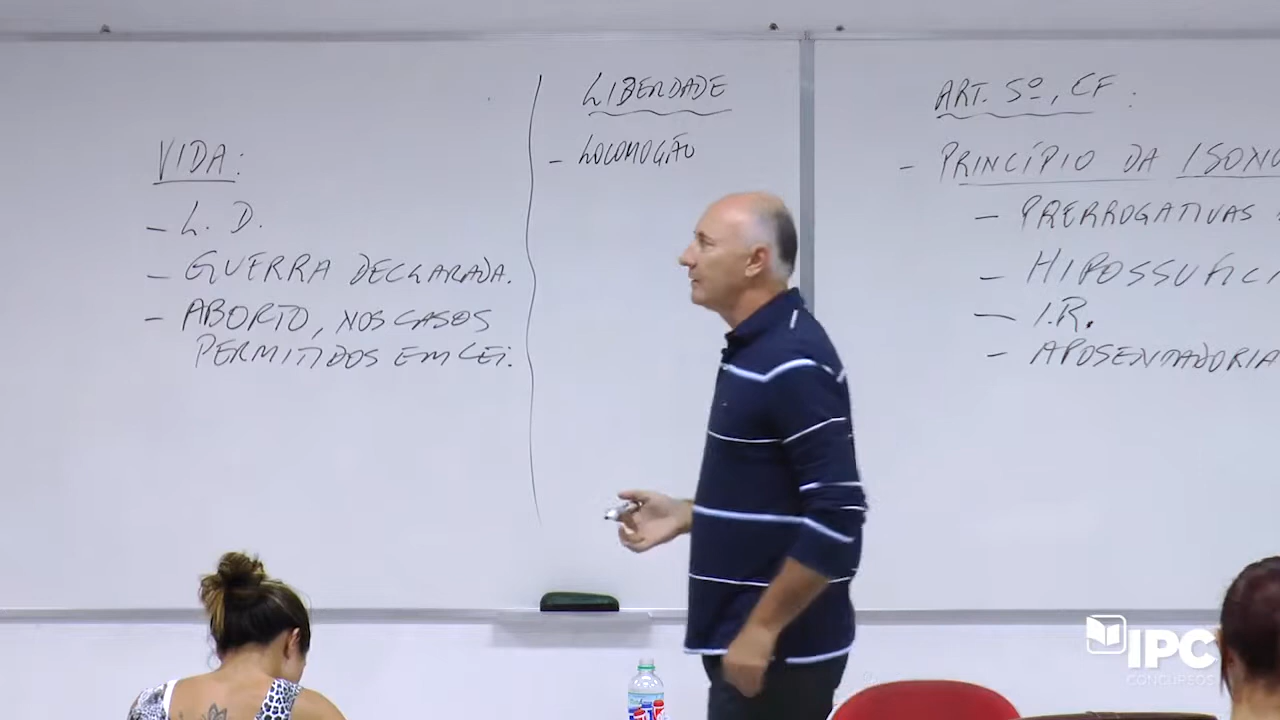 VIDA:
- L. D.
- GUERRA DECLARADA.
- ABORTO, NOS CASOS
PERMITIDOS EM LEI.
LIBERDADE
- LOCOMOÇÃO
ART. 5º, CF:
- PRINCÍPIO DA ISONO
- PRERROGATIVAS
- HIPOSSUFICI
- I.R.
- APOSENTADORIA
IPC
CONCURSOS